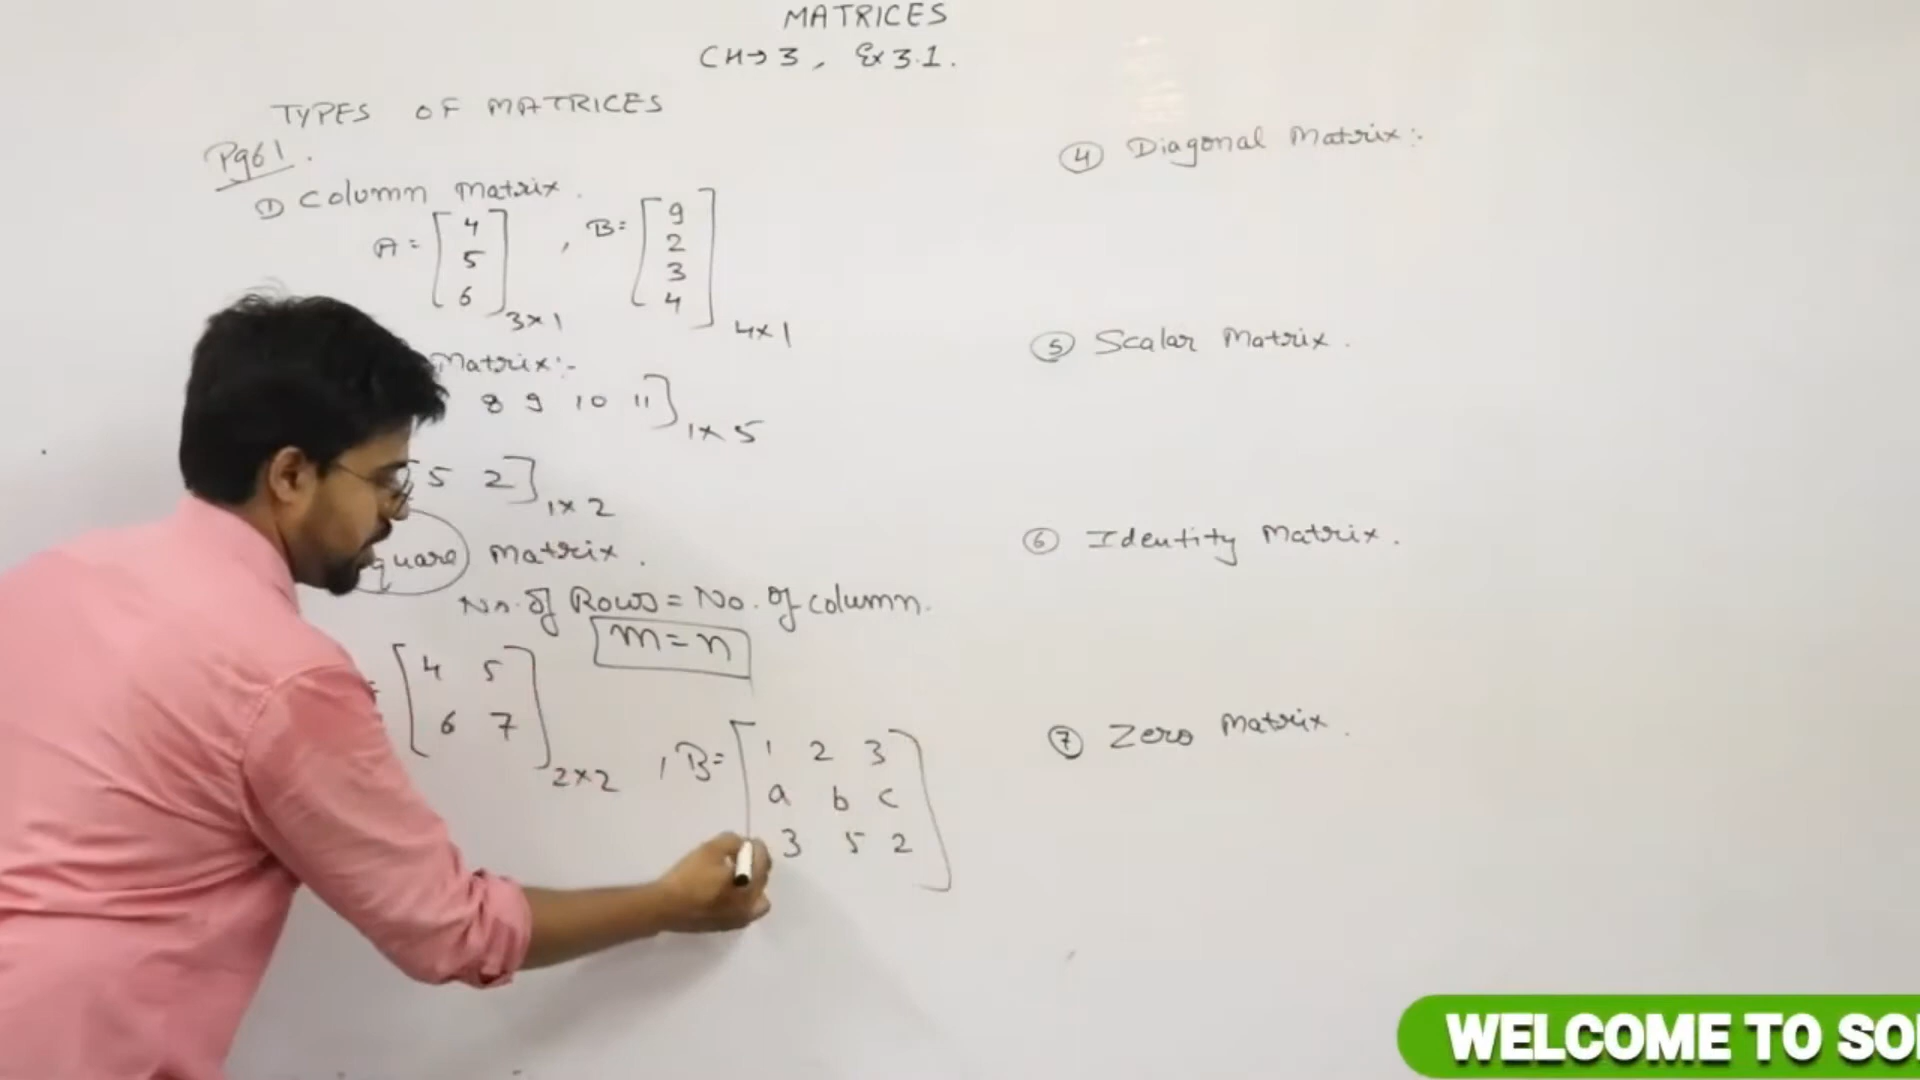 MATRICES
CH→3, Ex 3.1.
TYPES OF MATRICES
Pg61.
① Column Matrix.
A = [4 5 6] 3×1 , B = [9 2 3 4] 4×1
Matrix:-
8 9 10 11] 1×5
[5 2] 1×2
quare Matrix.
No. of Rows = No. of column.
m = n
= [4 5
6 7] 2×2
, B = [1 2 3
a b c
3 5 2]
④ Diagonal Matrix:-
⑤ Scalar Matrix.
⑥ Identity Matrix.
⑦ Zero Matrix.
WELCOME TO SO